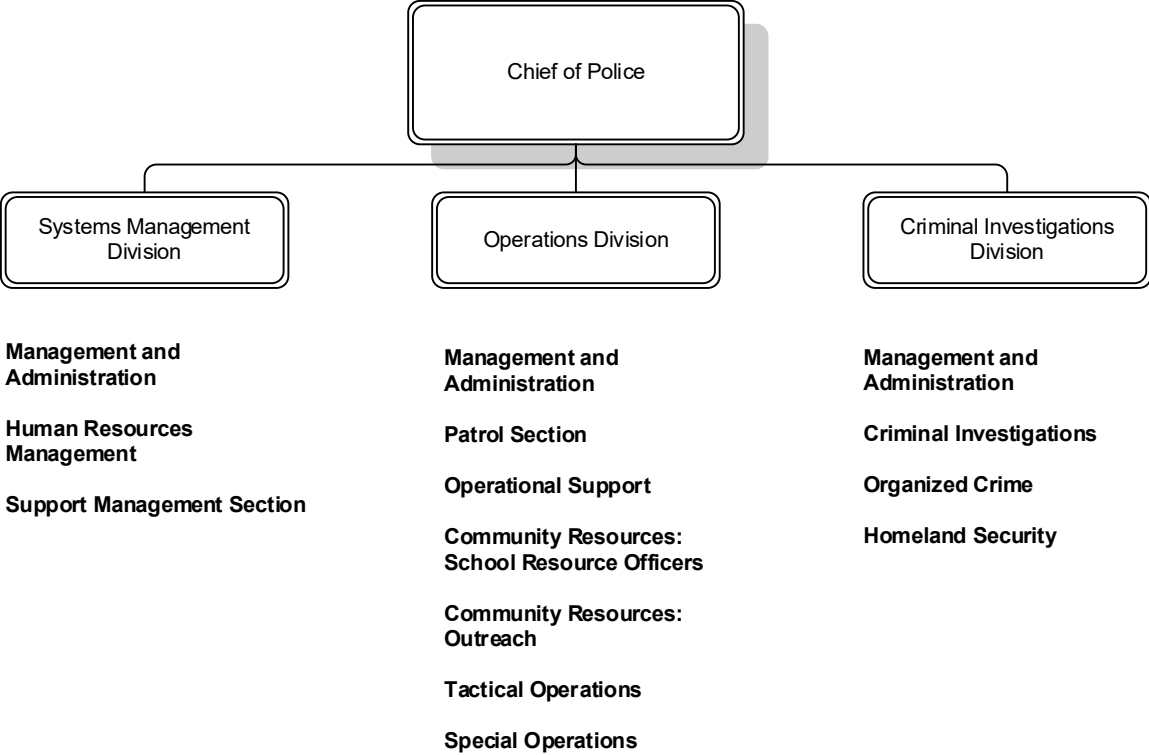 Chief of Police
Systems Management
Division
Operations Division
Criminal Investigations
Division
Management and
Administration
Human Resources
Management
Support Management Section
Management and
Administration
Patrol Section
Operational Support
Community Resources:
School Resource Officers
Community Resources:
Outreach
Tactical Operations
Special Operations
Management and
Administration
Criminal Investigations
Organized Crime
Homeland Security